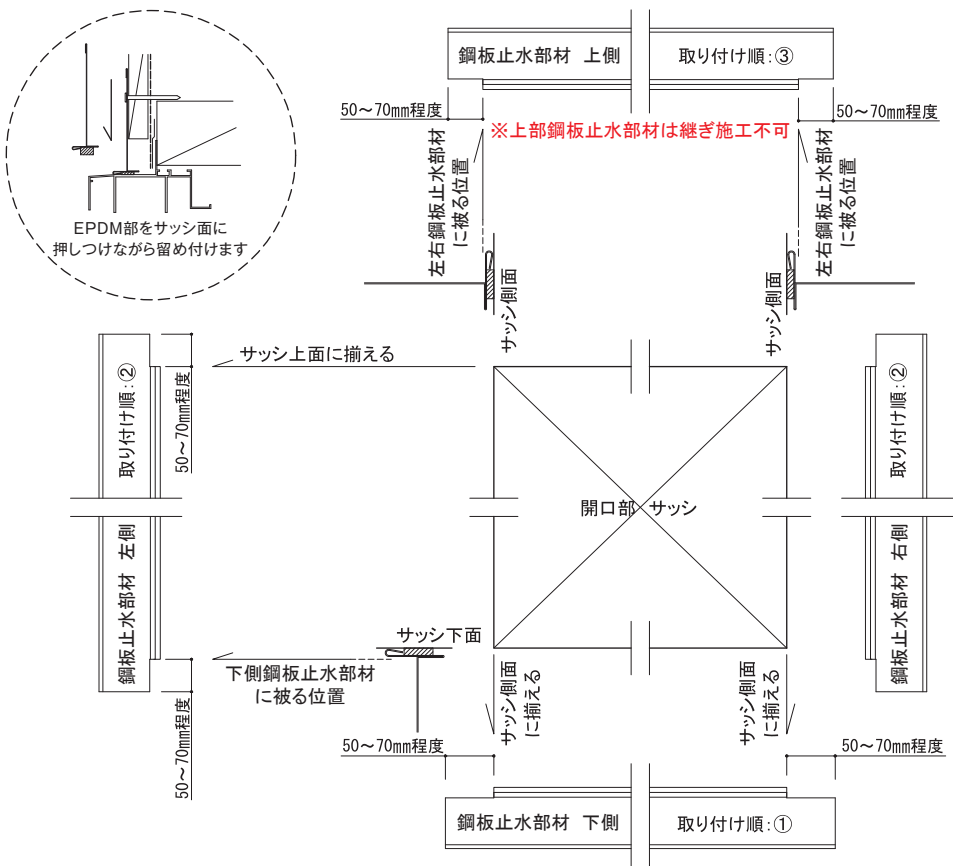 鋼板止水部材 上側
取り付け順:③
50～70mm程度
50～70mm程度
※上部鋼板止水部材は継ぎ施工不可
EPDM部をサッシ面に
押しつけながら留め付けます
左右鋼板止水部材
に被る位置
左右鋼板止水部材
に被る位置
サッシ側面
サッシ側面
サッシ上面に揃える
取り付け順:②
50～70mm程度
鋼板止水部材 左側
50～70mm程度
開口部 サッシ
取り付け順:②
鋼板止水部材 右側
サッシ下面
下側鋼板止水部材
に被る位置
サッシ側面
に揃える
サッシ側面
に揃える
50～70mm程度
50～70mm程度
鋼板止水部材 下側
取り付け順:①